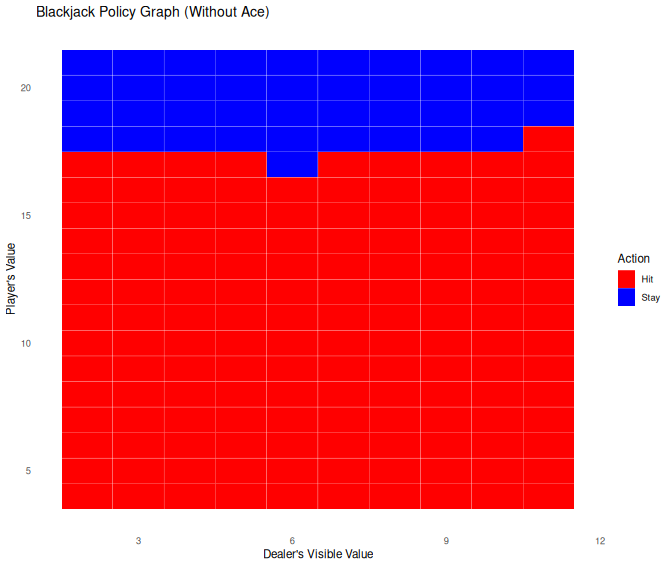 Blackjack Policy Graph (Without Ace)
20
15
10
5
Player's Value
3 6 9 12
Dealer's Visible Value
Action
Hit
Stay